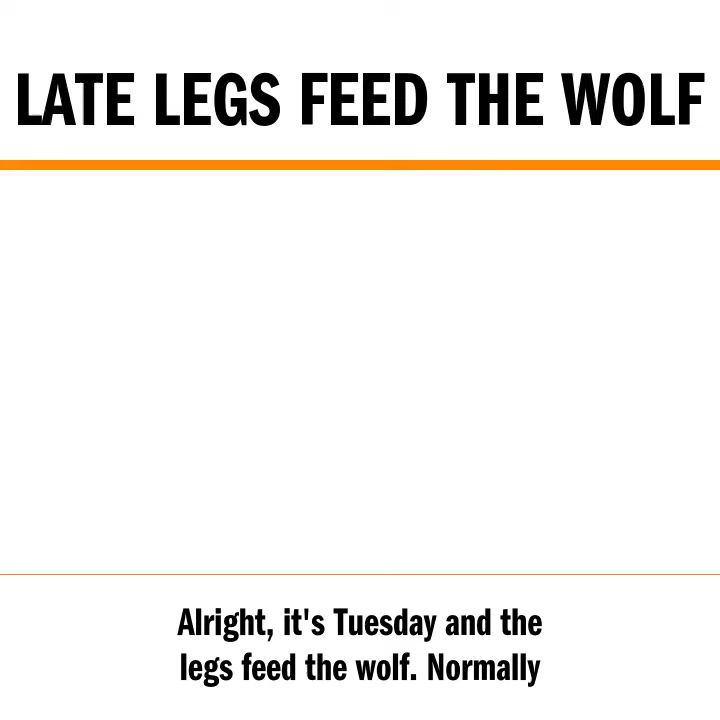 LATE LEGS FEED THE WOLF
Alright, it's Tuesday and the
legs feed the wolf. Normally